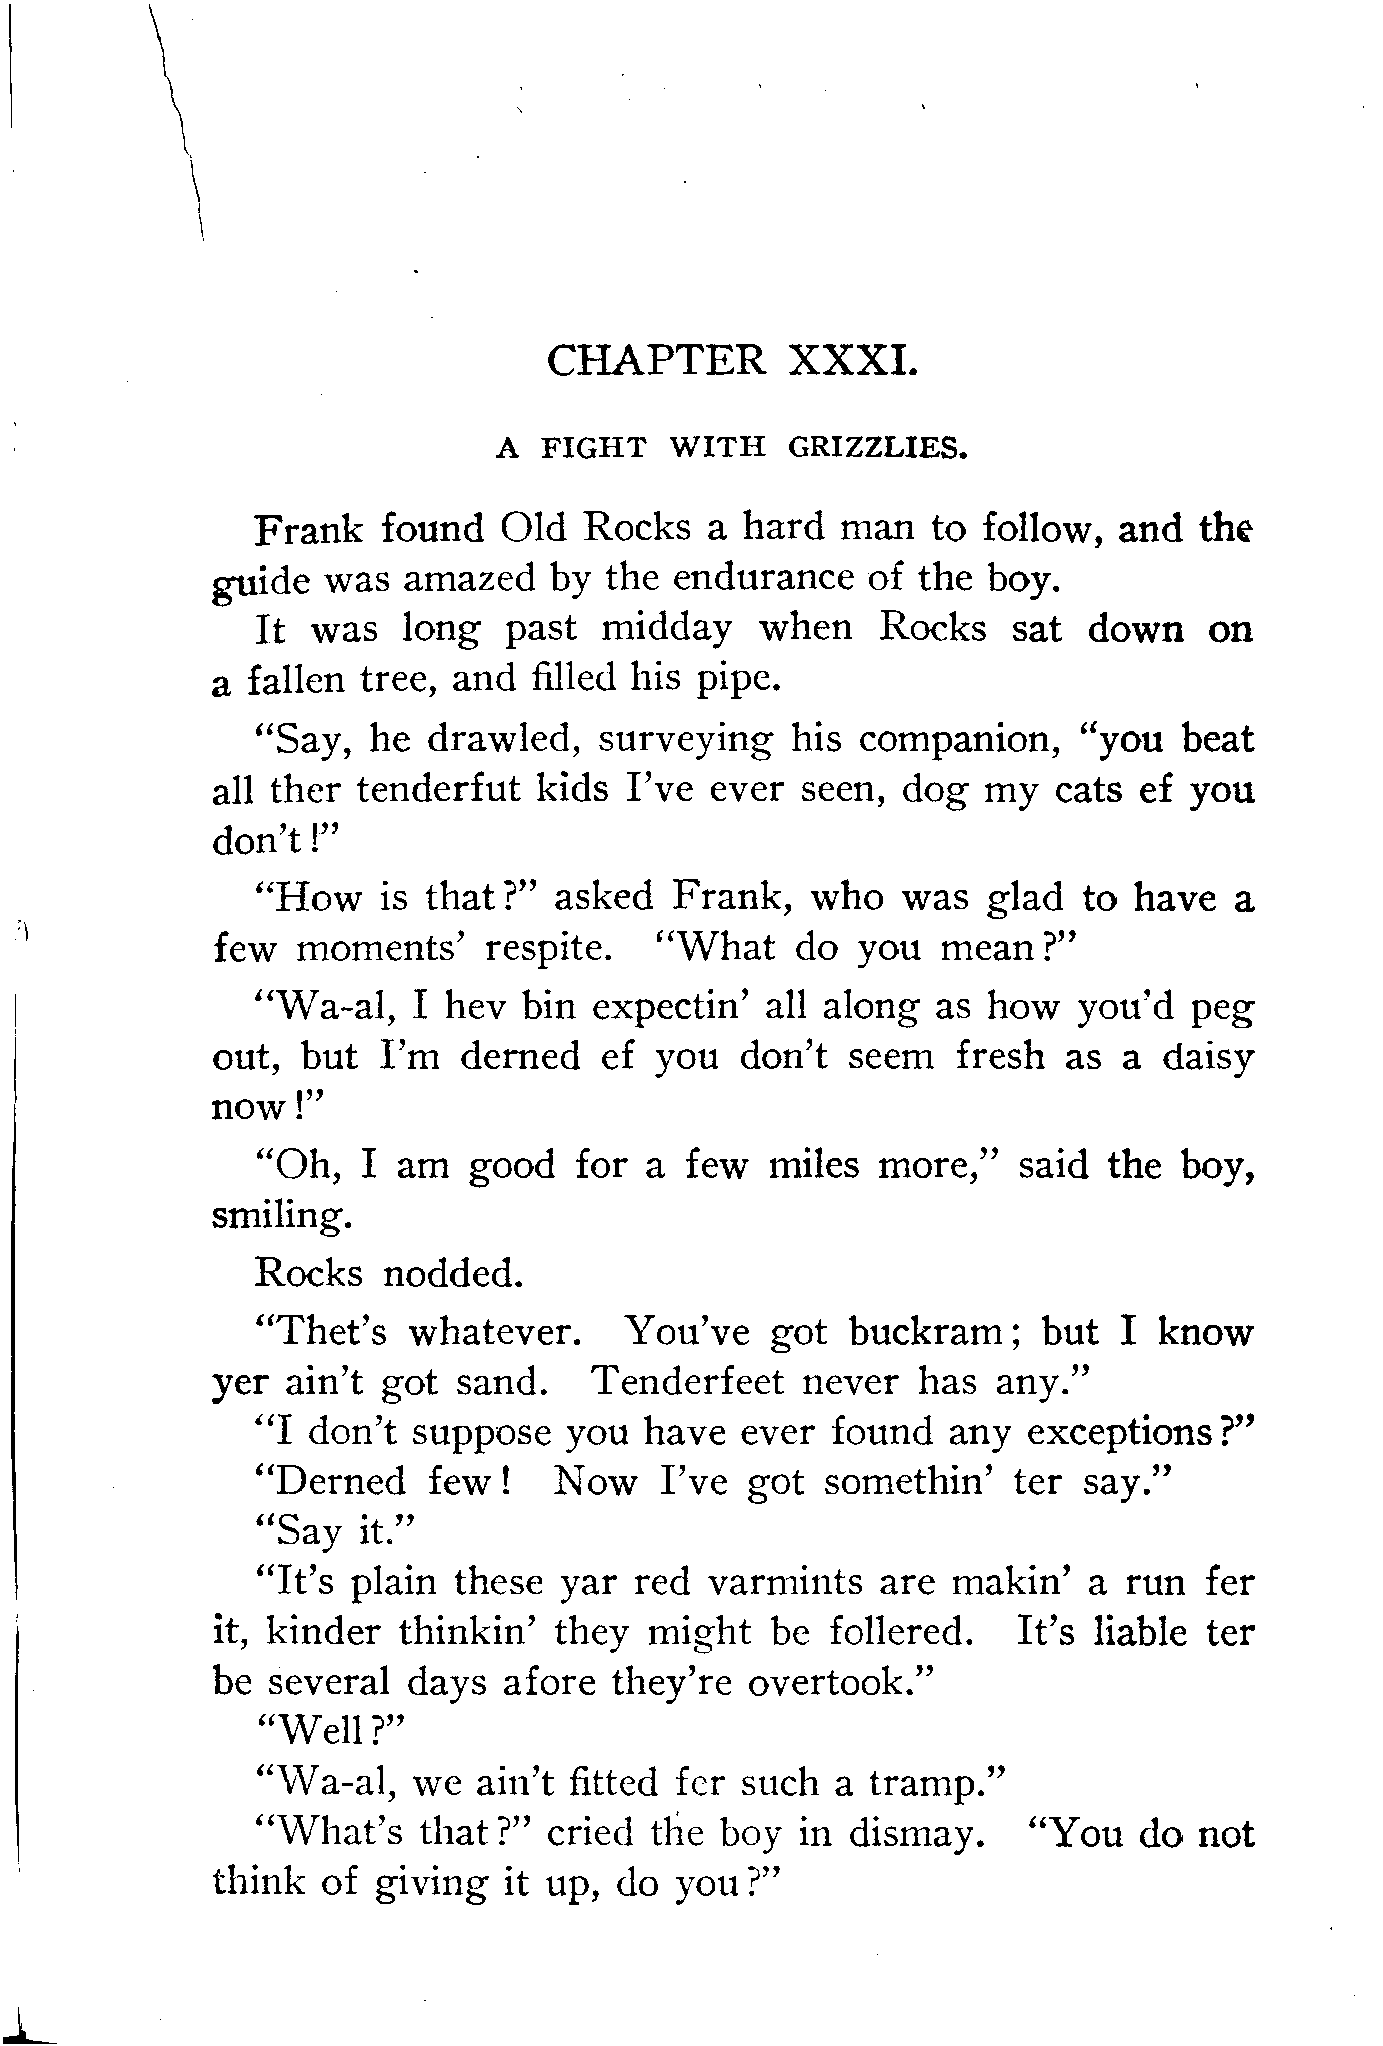 CHAPTER XXXI.
A FIGHT WITH GRIZZLIES.
Frank found Old Rocks a hard man to follow, and the
guide was amazed by the endurance of the boy.
It was long past midday when Rocks sat down on
a fallen tree, and filled his pipe.
“Say, he drawled, surveying his companion, “you beat
all ther tenderfut kids I’ve ever seen, dog my cats ef you
don’t!”
“How is that?” asked Frank, who was glad to have a
few moments’ respite. “What do you mean?”
“Wa-al, I hev bin expectin’ all along as how you’d peg
out, but I’m derned ef you don’t seem fresh as a daisy
now!”
“Oh, I am good for a few miles more,” said the boy,
smiling.
Rocks nodded.
“Thet’s whatever. You’ve got buckram; but I know
yer ain’t got sand. Tenderfeet never has any.”
“I don’t suppose you have ever found any exceptions?”
“Derned few! Now I’ve got somethin’ ter say.”
“Say it.”
“It’s plain these yar red varmints are makin’ a run fer
it, kinder thinkin’ they might be follered. It’s liable ter
be several days afore they’re overtook.”
“Well?”
“Wa-al, we ain’t fitted fer such a tramp.”
“What’s that?” cried the boy in dismay. “You do not
think of giving it up, do you?”